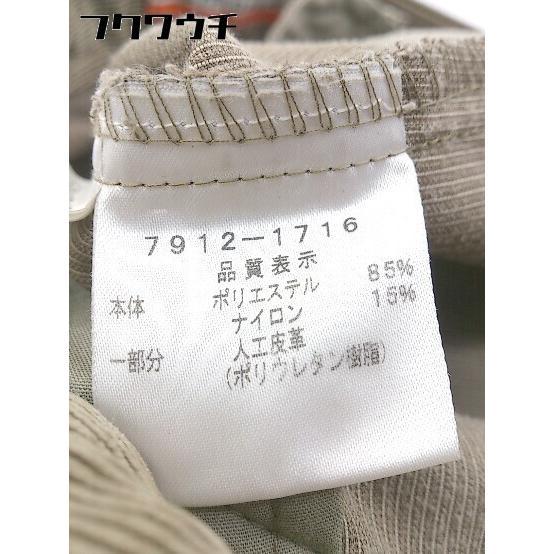 フクワウチ
7912-1716
品質表示
本体 ポリエステル 85%
ナイロン 15%
一部分 人工皮革
(ポリウレタン樹脂)